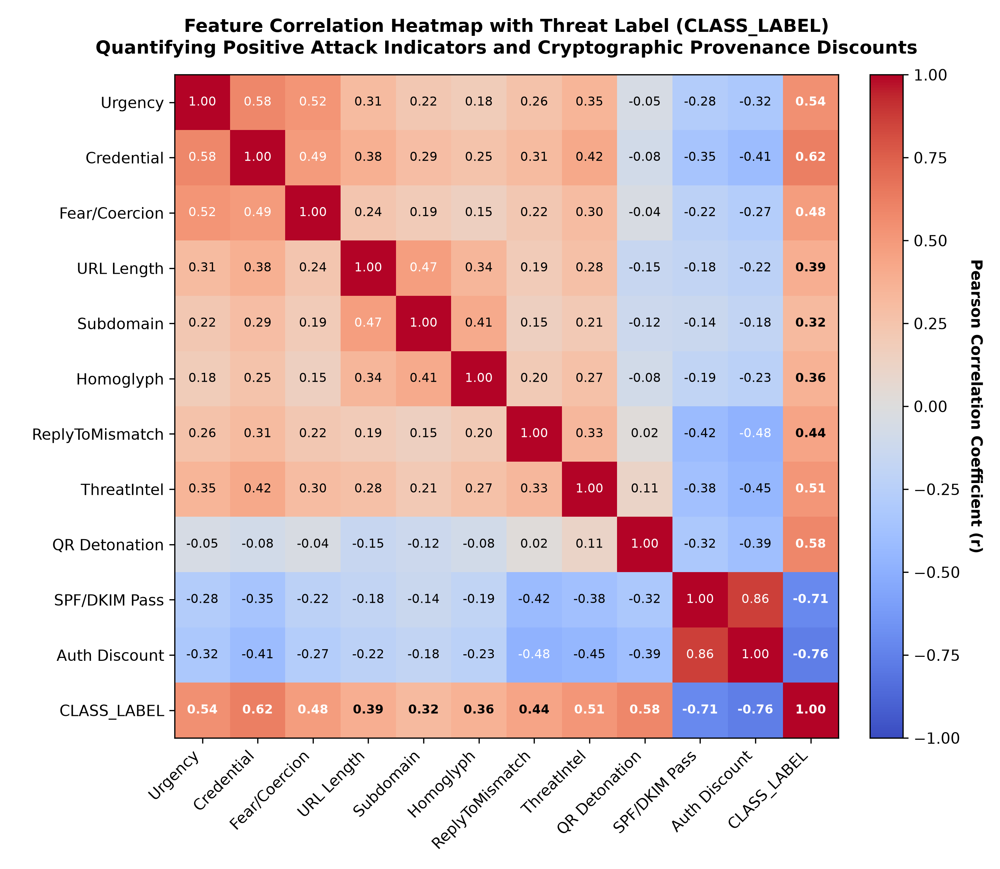 Feature Correlation Heatmap with Threat Label (CLASS_LABEL)
Quantifying Positive Attack Indicators and Cryptographic Provenance Discounts
Urgency 1.00 0.58 0.52 0.31 0.22 0.18 0.26 0.35 -0.05 -0.28 -0.32 0.54
Credential 0.58 1.00 0.49 0.38 0.29 0.25 0.31 0.42 -0.08 -0.35 -0.41 0.62
Fear/Coercion 0.52 0.49 1.00 0.24 0.19 0.15 0.22 0.30 -0.04 -0.22 -0.27 0.48
URL Length 0.31 0.38 0.24 1.00 0.47 0.34 0.19 0.28 -0.15 -0.18 -0.22 0.39
Subdomain 0.22 0.29 0.19 0.47 1.00 0.41 0.15 0.21 -0.12 -0.14 -0.18 0.32
Homoglyph 0.18 0.25 0.15 0.34 0.41 1.00 0.20 0.27 -0.08 -0.19 -0.23 0.36
ReplyToMismatch 0.26 0.31 0.22 0.19 0.15 0.20 1.00 0.33 0.02 -0.42 -0.48 0.44
ThreatIntel 0.35 0.42 0.30 0.28 0.21 0.27 0.33 1.00 0.11 -0.38 -0.45 0.51
QR Detonation -0.05 -0.08 -0.04 -0.15 -0.12 -0.08 0.02 0.11 1.00 -0.32 -0.39 0.58
SPF/DKIM Pass -0.28 -0.35 -0.22 -0.18 -0.14 -0.19 -0.42 -0.38 -0.32 1.00 0.86 -0.71
Auth Discount -0.32 -0.41 -0.27 -0.22 -0.18 -0.23 -0.48 -0.45 -0.39 0.86 1.00 -0.76
CLASS_LABEL 0.54 0.62 0.48 0.39 0.32 0.36 0.44 0.51 0.58 -0.71 -0.76 1.00
Urgency
Credential
Fear/Coercion
URL Length
Subdomain
Homoglyph
ReplyToMismatch
ThreatIntel
QR Detonation
SPF/DKIM Pass
Auth Discount
CLASS_LABEL
1.00
0.75
0.50
0.25
0.00
−0.25
−0.50
−0.75
−1.00
Pearson Correlation Coefficient (r)